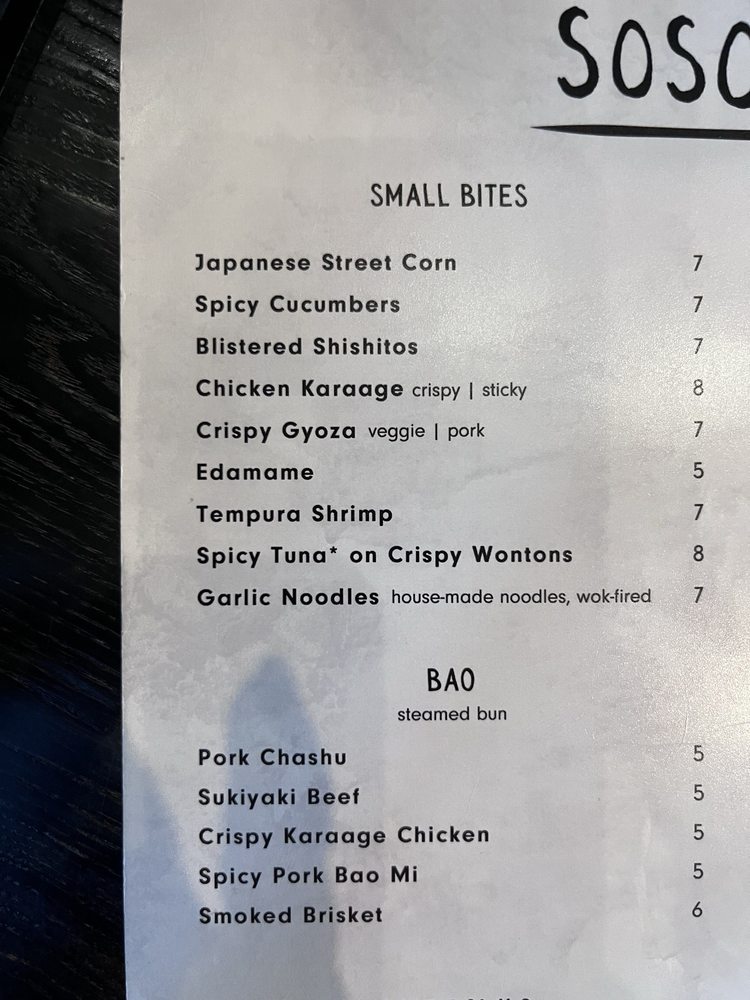 SOSO
SMALL BITES
Japanese Street Corn 7
Spicy Cucumbers 7
Blistered Shishitos 7
Chicken Karaage crispy | sticky 8
Crispy Gyoza veggie | pork 7
Edamame 5
Tempura Shrimp 7
Spicy Tuna* on Crispy Wontons 8
Garlic Noodles house-made noodles, wok-fired 7
BAO
steamed bun
Pork Chashu 5
Sukiyaki Beef 5
Crispy Karaage Chicken 5
Spicy Pork Bao Mi 5
Smoked Brisket 6